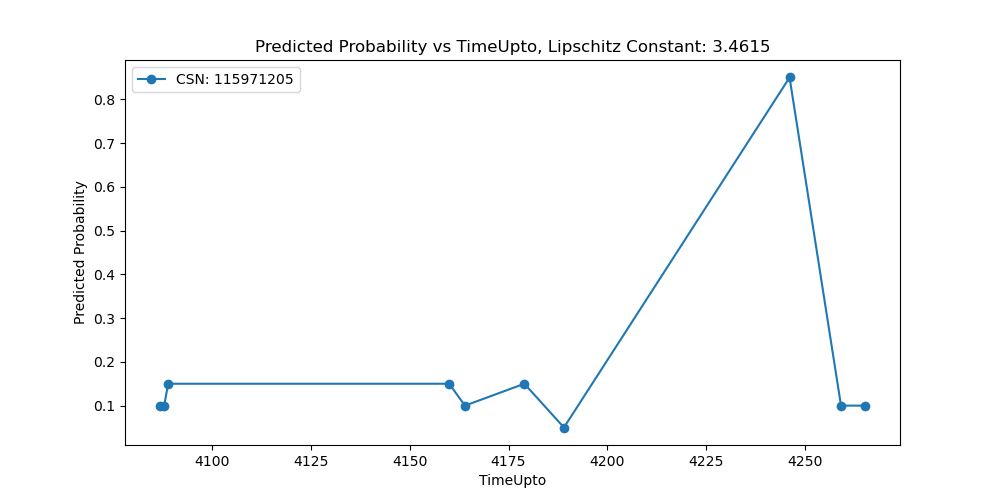 Predicted Probability vs TimeUpto, Lipschitz Constant: 3.4615
CSN: 115971205
Predicted Probability
0.8
0.7
0.6
0.5
0.4
0.3
0.2
0.1
4100 4125 4150 4175 4200 4225 4250
TimeUpto